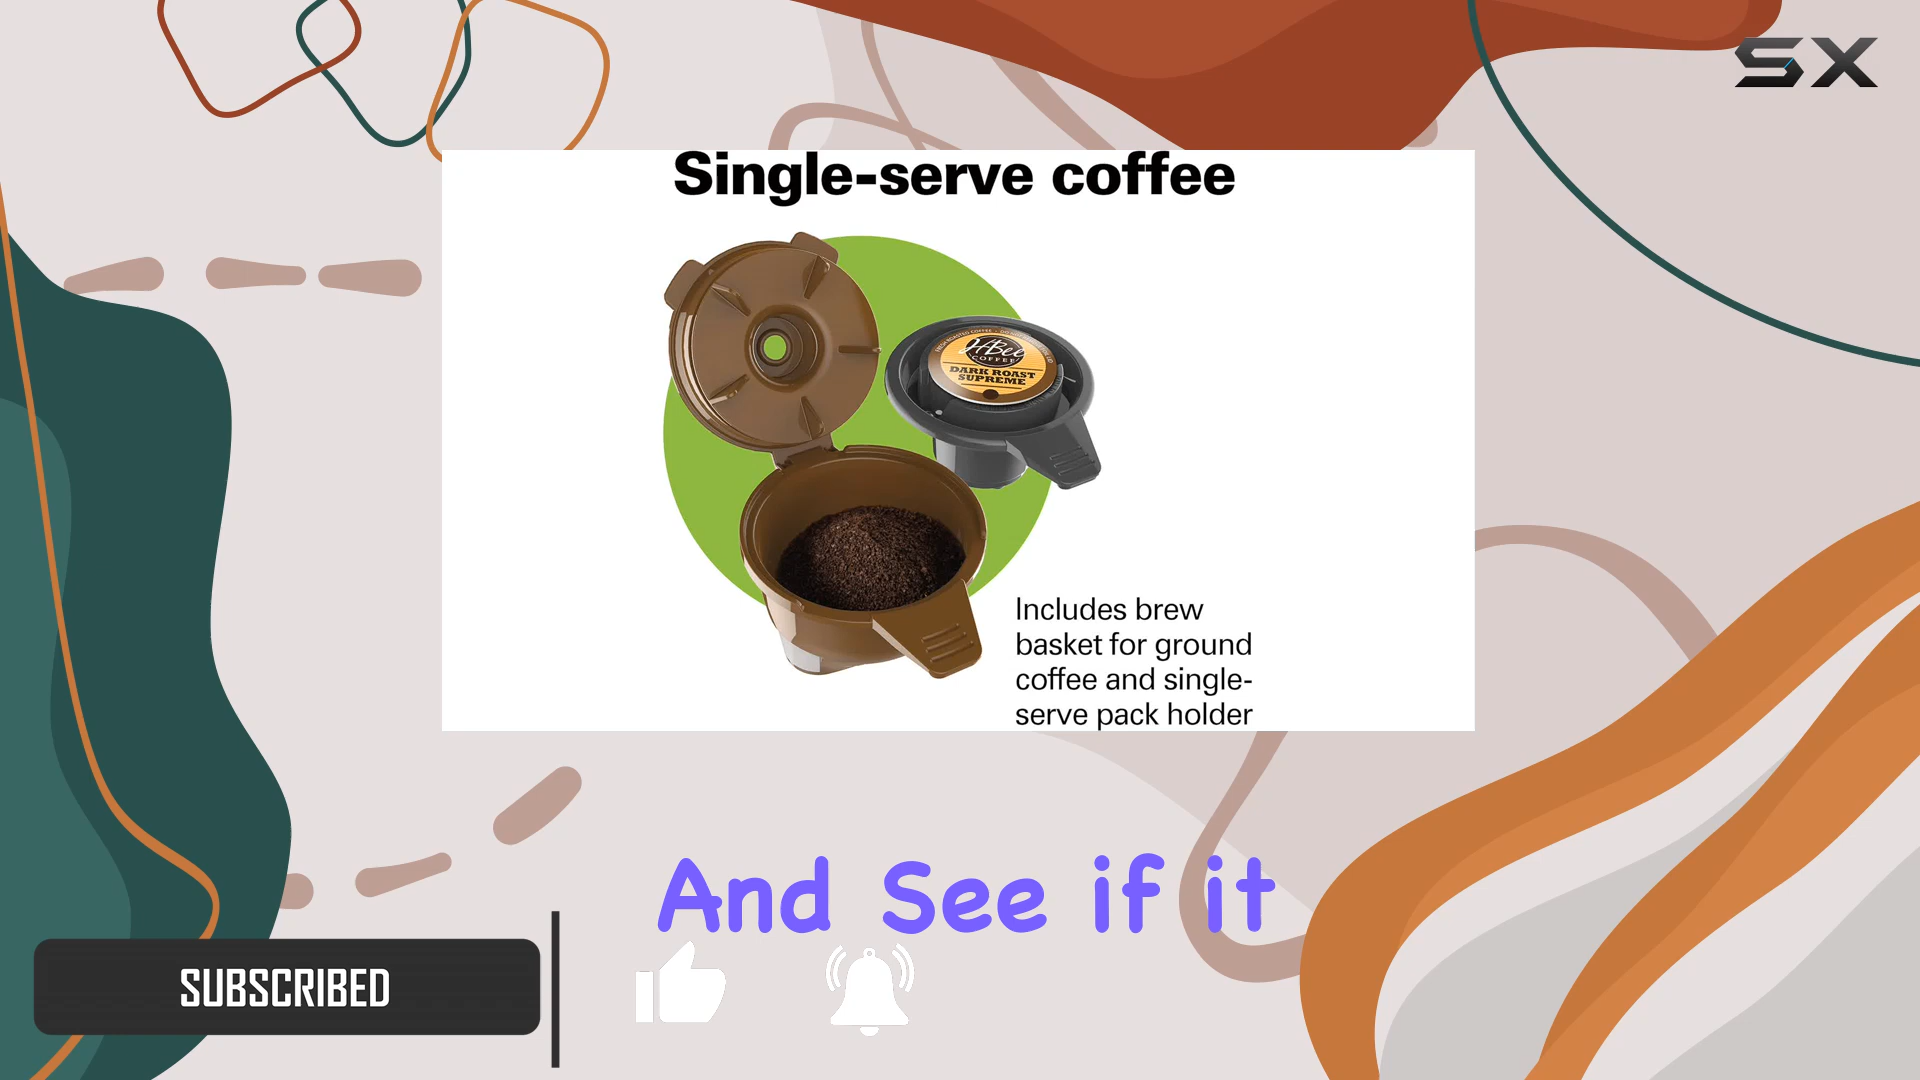 SX
Single-serve coffee
HBee
COFFEE
DARK ROAST
SUPREME
Includes brew
basket for ground
coffee and single-
serve pack holder
And See if it
SUBSCRIBED